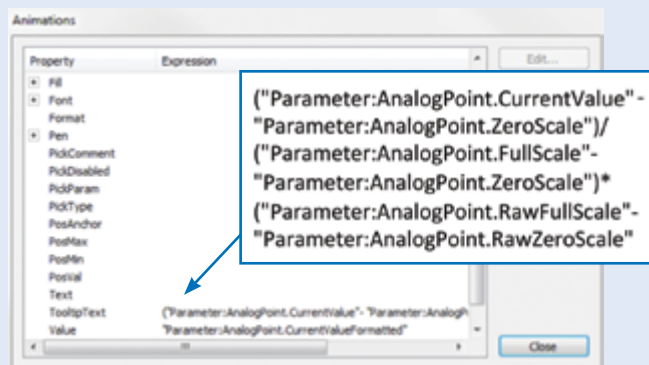 Animations
Property Expression
Edit...
Fill
Font
Format
Pen
PickComment
PickDisabled
PickParam
PickType
PosAnchor
PosMax
PosMin
PosVal
Text
TooltipText ("Parameter:AnalogPoint.CurrentValue"- "Parameter:AnalogP
Value "Parameter:AnalogPoint.CurrentValueFormatted"
Close
("Parameter:AnalogPoint.CurrentValue"-
"Parameter:AnalogPoint.ZeroScale")/
("Parameter:AnalogPoint.FullScale"-
"Parameter:AnalogPoint.ZeroScale")*
("Parameter:AnalogPoint.RawFullScale"-
"Parameter:AnalogPoint.RawZeroScale"